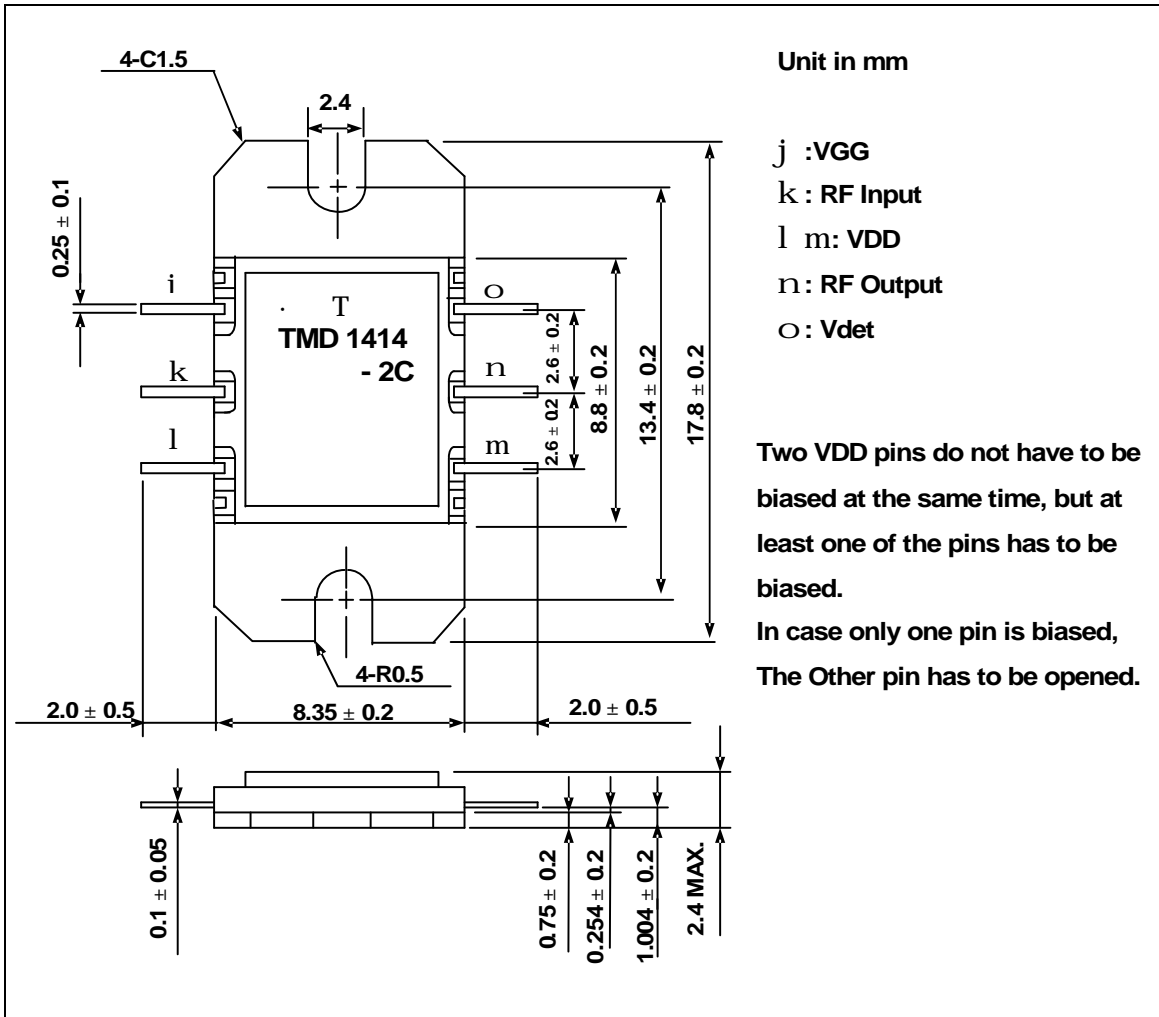 4-C1.5
Unit in mm
2.4
j :VGG
k : RF Input
l m: VDD
n : RF Output
o : Vdet
0.25 ± 0.1
j
o
T
TMD 1414
- 2C
k
n
l
m
2.6 ± 0.2
2.6 ± 0.2
8.8 ± 0.2
13.4 ± 0.2
17.8 ± 0.2
Two VDD pins do not have to be
biased at the same time, but at
least one of the pins has to be
biased.
In case only one pin is biased,
The Other pin has to be opened.
4-R0.5
2.0 ± 0.5
8.35 ± 0.2
2.0 ± 0.5
0.1 ± 0.05
0.75 ± 0.2
0.254 ± 0.2
1.004 ± 0.2
2.4 MAX.